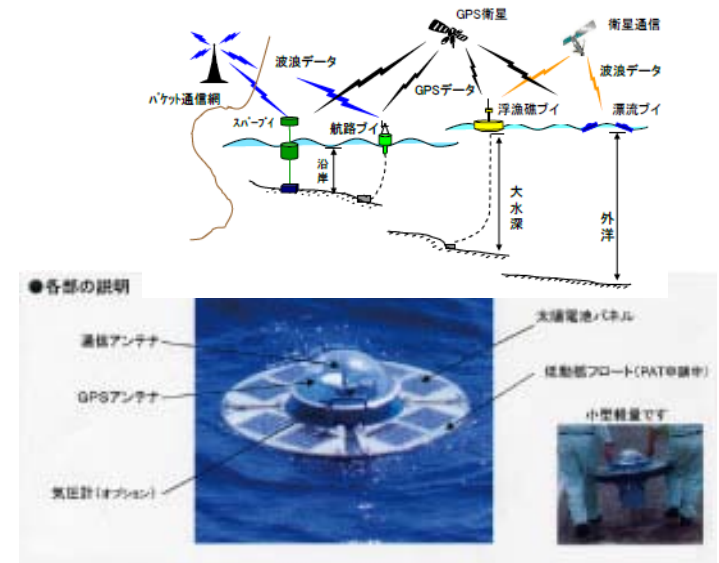 GPS衛星
衛星通信
波浪データ
GPSデータ
波浪データ
ﾊﾟｹｯﾄ通信網
ｽﾊﾟｰﾌﾞｲ
航路ブイ
浮漁礁ブイ
漂流ブイ
沿岸
大水深
外洋
●各部の説明
通信アンテナ
GPSアンテナ
気圧計(オプション)
太陽電池パネル
低動揺フロート(PAT申請中)
小型軽量です